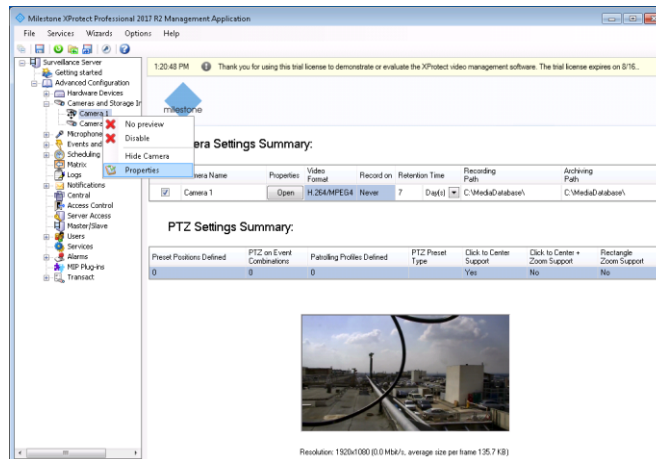 Milestone XProtect Professional 2017 R2 Management Application
File Services Wizards Options Help
Surveillance Server
Getting started
Advanced Configuration
Hardware Devices
Cameras and Storage Ir
Camera 1
Camera
Microphone
Events and
Scheduling
Matrix
Logs
Notifications
Central
Access Control
Server Access
Master/Slave
Users
Services
Alarms
MIP Plug-ins
Transact
No preview
Disable
Hide Camera
Properties
1:20:48 PM Thank you for using this trial license to demonstrate or evaluate the XProtect video management software. The trial license expires on 8/16..
milestone
era Settings Summary:
mera Name Properties Video Format Record on Retention Time Recording Path Archiving Path
Camera 1 Open H.264/MPEG4 Never 7 Day(s) C:\MediaDatabase\ C:\MediaDatabase\
PTZ Settings Summary:
Preset Positions Defined PTZ on Event Combinations Patrolling Profiles Defined PTZ Preset Type Click to Center Support Click to Center + Zoom Support Rectangle Zoom Support
0 0 0 Yes No No
Resolution: 1920x1080 (0.0 Mbit/s, average size per frame 135.7 KB)